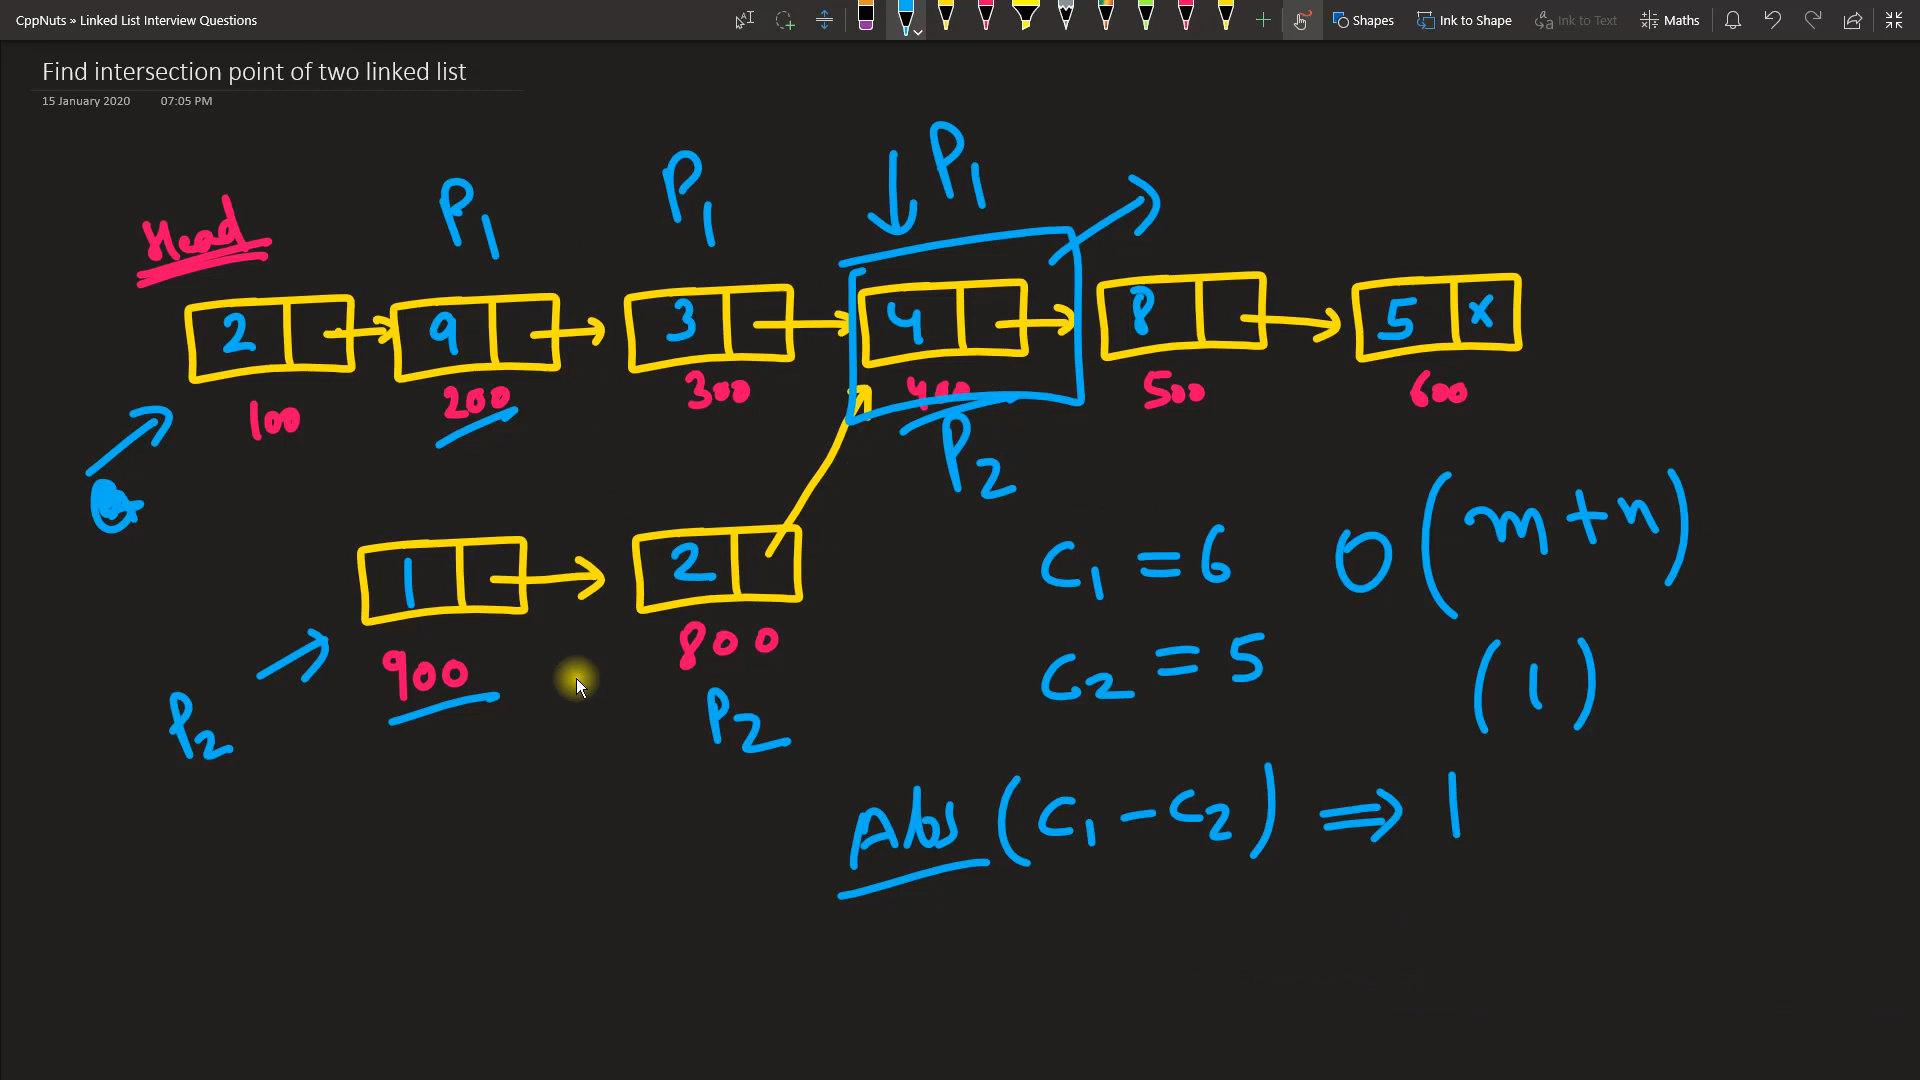 CppNuts » Linked List Interview Questions
Shapes
Ink to Shape
Ink to Text
Maths
Find intersection point of two linked list
15 January 2020 07:05 PM
P1 P1 P1
Head
2 9 3 4 8 5 x
100 200 300 400 500 600
P2
1 2
900 800
P2 P2
C1 = 6 O(m+n)
C2 = 5 (1)
Abs (C1 - C2) ⇒ 1